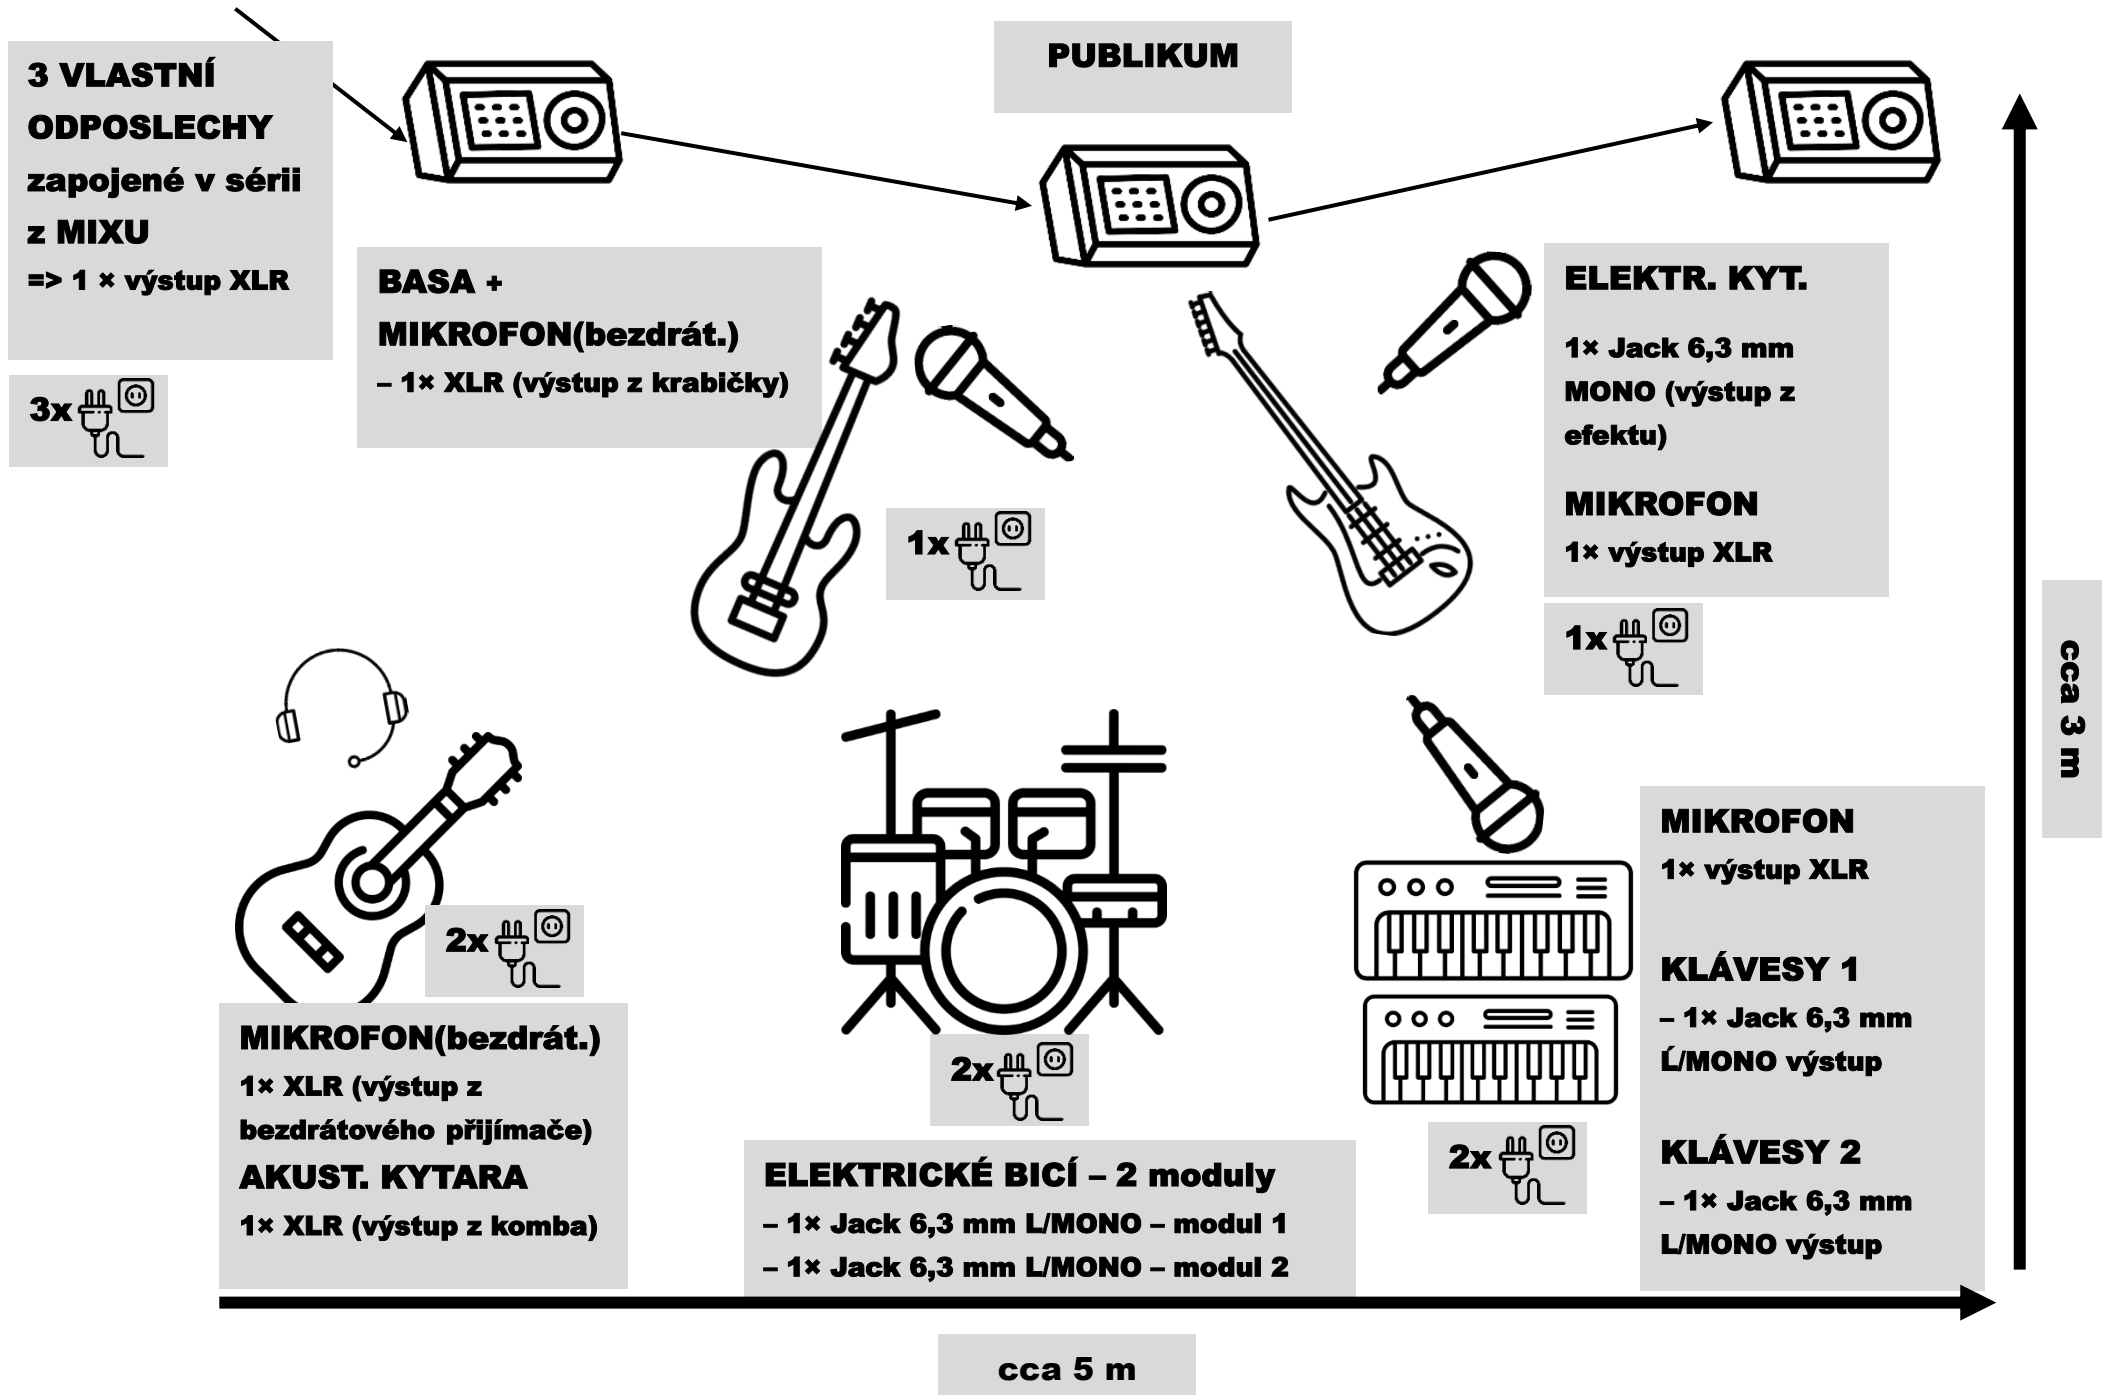 PUBLIKUM
3 VLASTNÍ
ODPOSLECHY
zapojené v sérii
z MIXU
=> 1 × výstup XLR
3x
BASA +
MIKROFON(bezdrát.)
– 1× XLR (výstup z krabičky)
1x
ELEKTR. KYT.
1× Jack 6,3 mm
MONO (výstup z
efektu)
MIKROFON
1× výstup XLR
1x
cca 3 m
2x
MIKROFON(bezdrát.)
1× XLR (výstup z
bezdrátového přijímače)
AKUST. KYTARA
1× XLR (výstup z komba)
2x
ELEKTRICKÉ BICÍ – 2 moduly
– 1× Jack 6,3 mm L/MONO – modul 1
– 1× Jack 6,3 mm L/MONO – modul 2
MIKROFON
1× výstup XLR
KLÁVESY 1
– 1× Jack 6,3 mm
Ĺ/MONO výstup
KLÁVESY 2
– 1× Jack 6,3 mm
L/MONO výstup
2x
cca 5 m